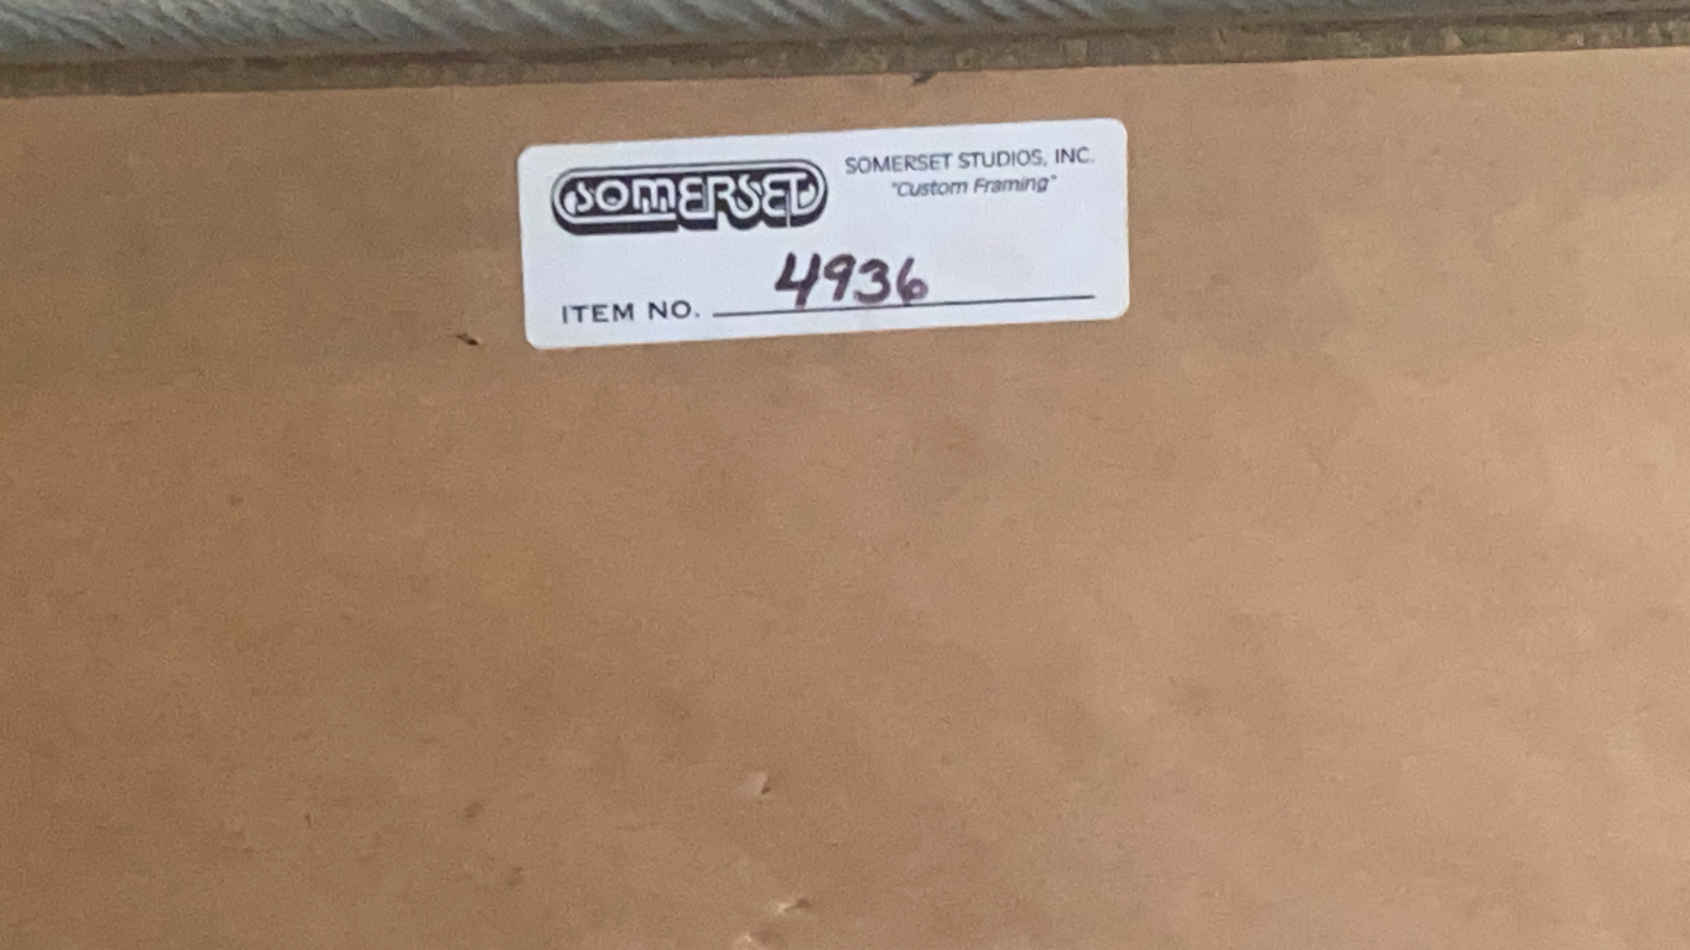 SOMERSET
SOMERSET STUDIOS, INC.
"Custom Framing"
ITEM NO. 4936